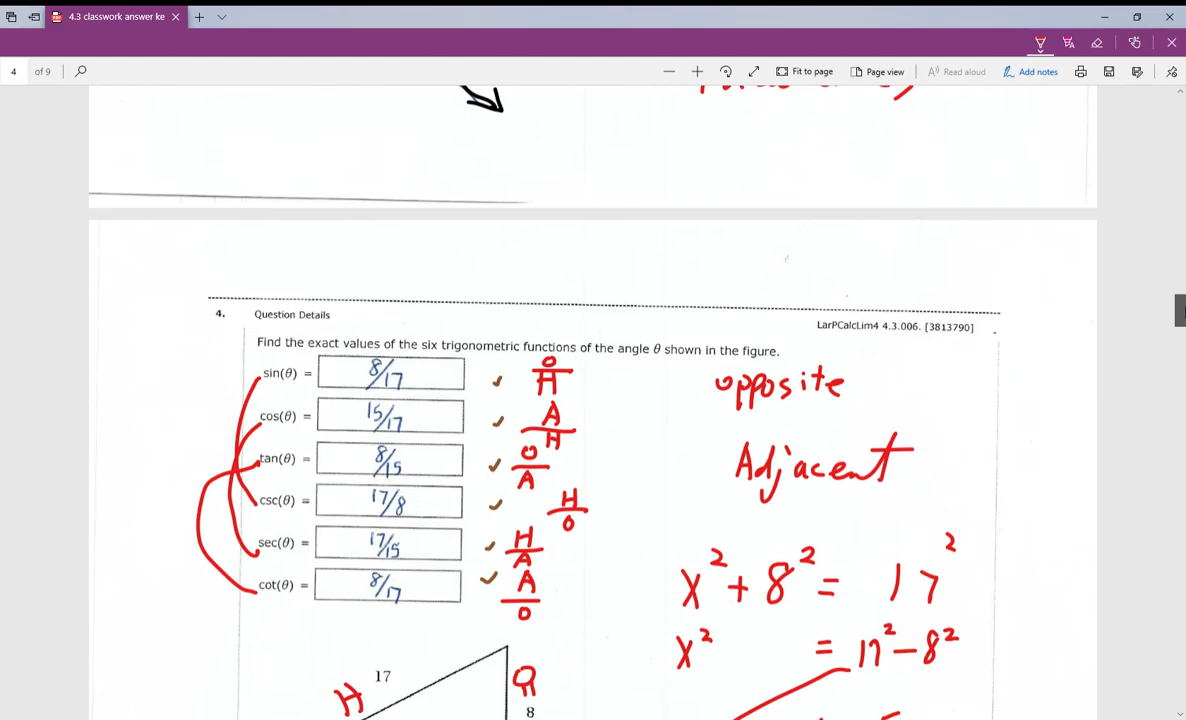 4.3 classwork answer ke
4 of 9
Fit to page
Page view
Read aloud
Add notes
4. Question Details
LarPCalcLim4 4.3.006. [3813790]
Find the exact values of the six trigonometric functions of the angle θ shown in the figure.
sin(θ) = 8/17 O/H
opposite
cos(θ) = 15/17 A/H
Adjacent
tan(θ) = 8/15 O/A
csc(θ) = 17/8 H/O
sec(θ) = 17/15 H/A
x² + 8² = 17²
cot(θ) = 8/17 A/O
x² = 17² - 8²
17
H
8